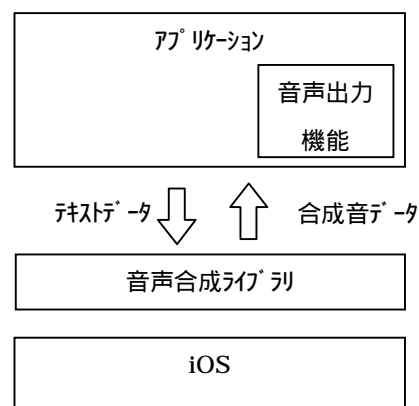 ｱﾌﾟﾘｹｰｼｮﾝ
音声出力
機能
ﾃｷｽﾄﾃﾞｰﾀ
合成音ﾃﾞｰﾀ
音声合成ﾗｲﾌﾞﾗﾘ
iOS